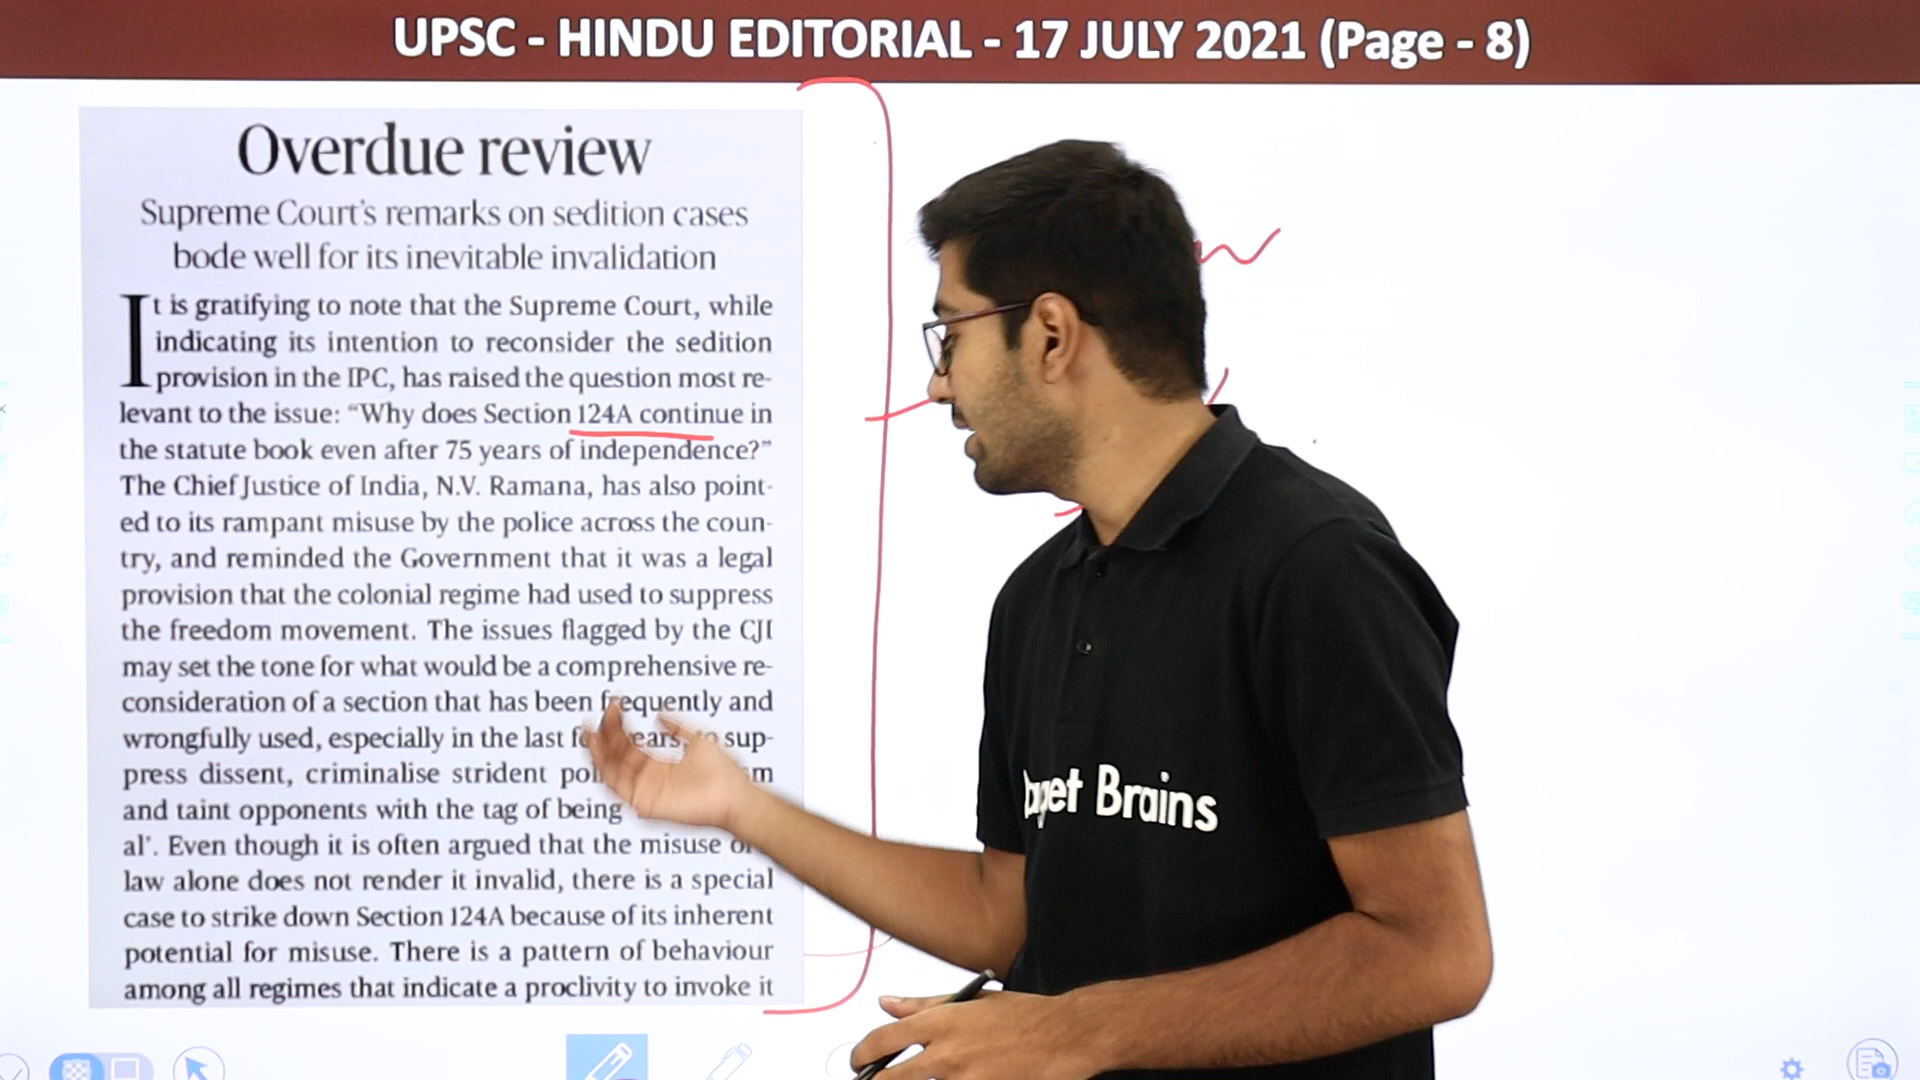 UPSC - HINDU EDITORIAL - 17 JULY 2021 (Page - 8)
Overdue review
Supreme Court's remarks on sedition cases
bode well for its inevitable invalidation
It is gratifying to note that the Supreme Court, while
indicating its intention to reconsider the sedition
provision in the IPC, has raised the question most re-
levant to the issue: “Why does Section 124A continue in
the statute book even after 75 years of independence?”
The Chief Justice of India, N.V. Ramana, has also point-
ed to its rampant misuse by the police across the coun-
try, and reminded the Government that it was a legal
provision that the colonial regime had used to suppress
the freedom movement. The issues flagged by the CJI
may set the tone for what would be a comprehensive re-
consideration of a section that has been frequently and
wrongfully used, especially in the last sup-
press dissent, criminalise strident
and taint opponents with the tag of being
al’. Even though it is often argued that the misuse
law alone does not render it invalid, there is a special
case to strike down Section 124A because of its inherent
potential for misuse. There is a pattern of behaviour
among all regimes that indicate a proclivity to invoke it
Brains